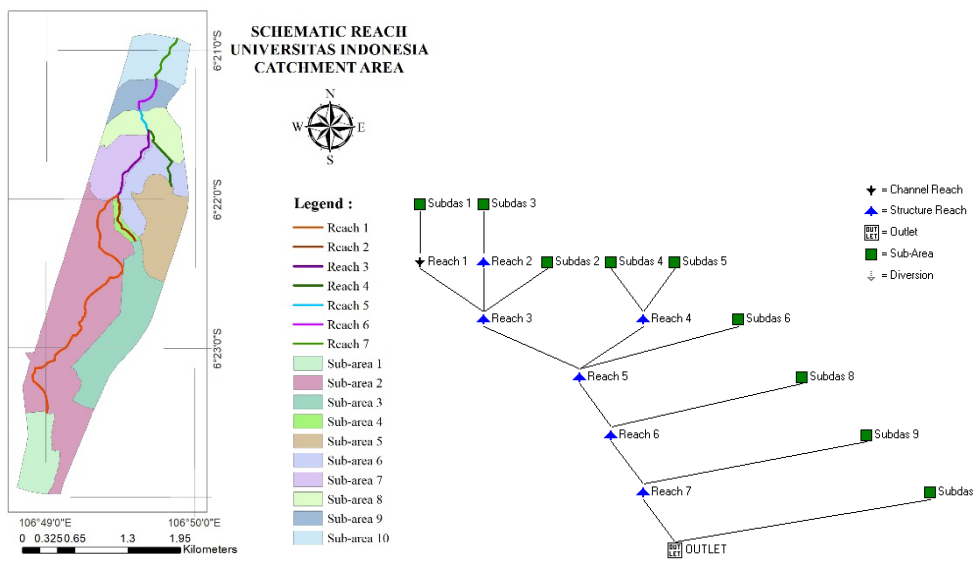 SCHEMATIC REACH
UNIVERSITAS INDONESIA
CATCHMENT AREA
N
W E
S
6°21'0"S
6°22'0"S
6°23'0"S
106°49'0"E 106°50'0"E
0 0.325 0.65 1.3 1.95
Kilometers
Legend :
Reach 1
Reach 2
Reach 3
Reach 4
Reach 5
Reach 6
Reach 7
Sub-area 1
Sub-area 2
Sub-area 3
Sub-area 4
Sub-area 5
Sub-area 6
Sub-area 7
Sub-area 8
Sub-area 9
Sub-area 10
Subdas 1 Subdas 3
Reach 1 Reach 2 Subdas 2 Subdas 4 Subdas 5
Reach 3 Reach 4 Subdas 6
Reach 5 Subdas 8
Reach 6 Subdas 9
Reach 7 Subdas
OUT LET OUTLET
= Channel Reach
= Structure Reach
OUT LET = Outlet
= Sub-Area
= Diversion